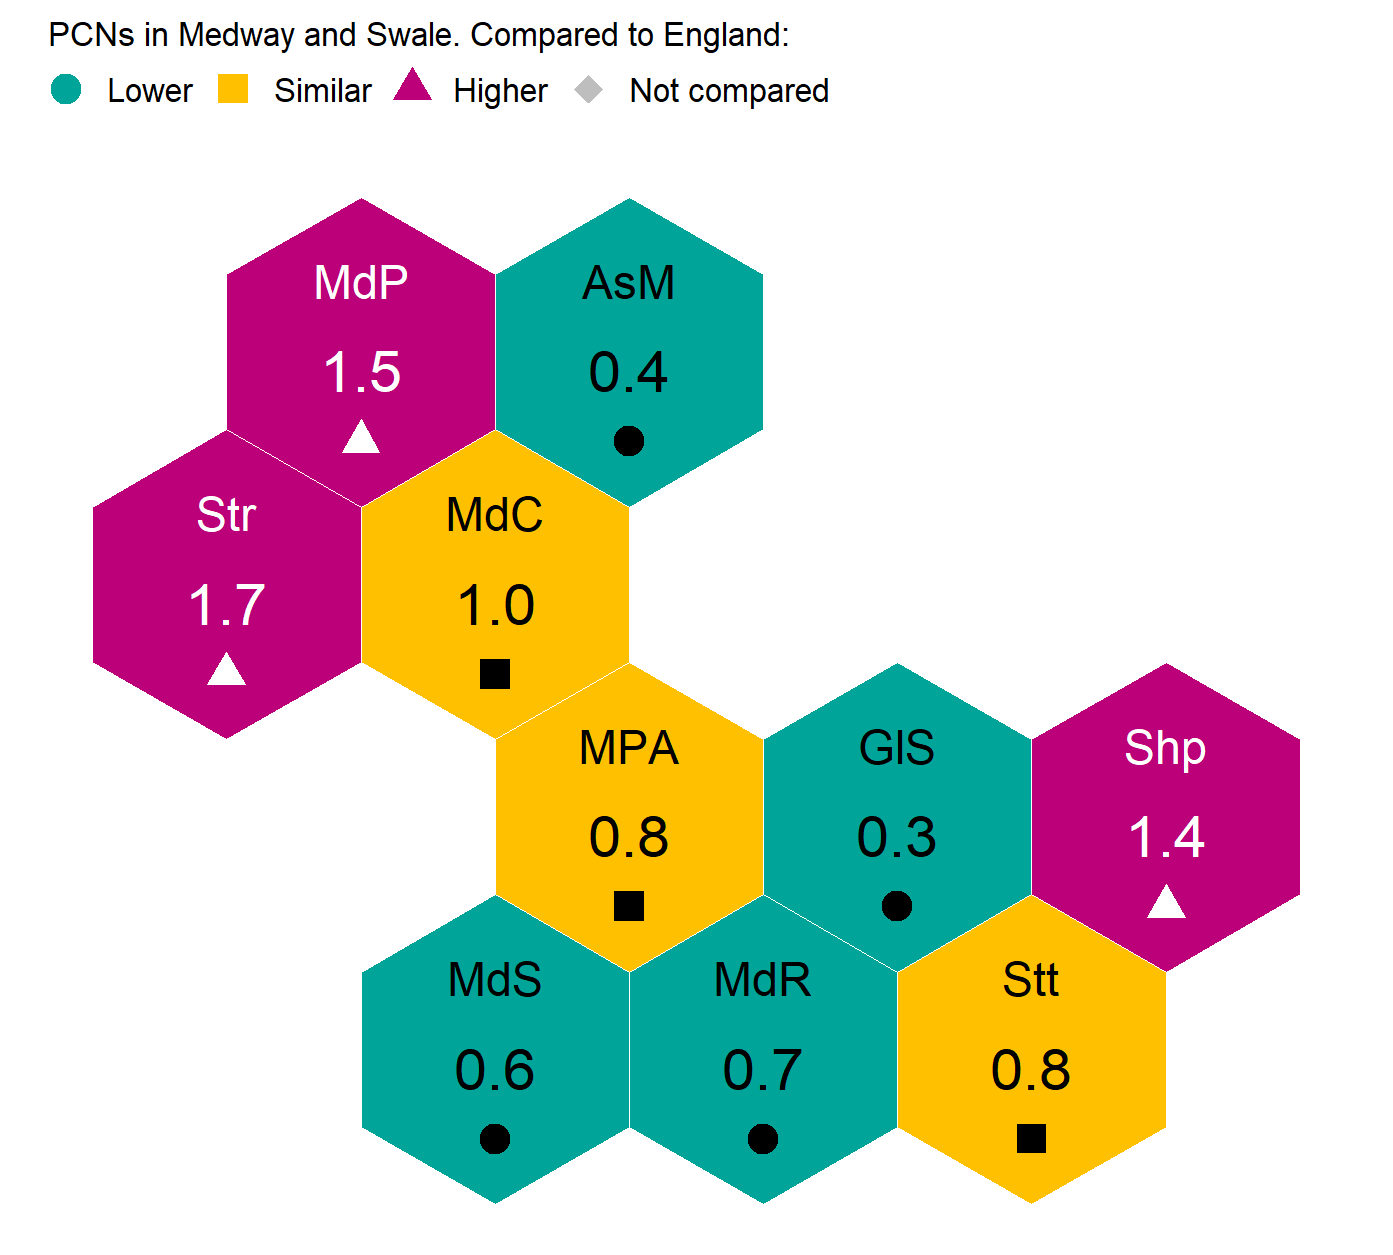 PCNs in Medway and Swale. Compared to England:
Lower Similar Higher Not compared
MdP AsM
1.5 0.4
Str MdC
1.7 1.0
MPA GlS Shp
0.8 0.3 1.4
MdS MdR Stt
0.6 0.7 0.8